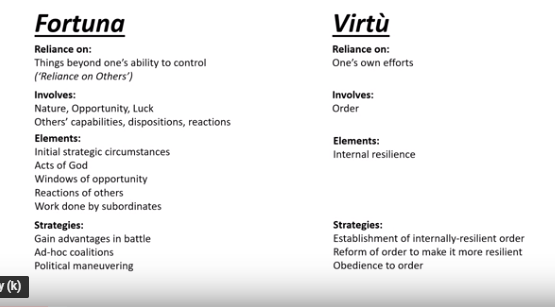 Fortuna
Reliance on:
Things beyond one's ability to control
('Reliance on Others')
Involves:
Nature, Opportunity, Luck
Others' capabilities, dispositions, reactions
Elements:
Initial strategic circumstances
Acts of God
Windows of opportunity
Reactions of others
Work done by subordinates
Strategies:
Gain advantages in battle
Ad-hoc coalitions
Political maneuvering
Virtù
Reliance on:
One's own efforts
Involves:
Order
Elements:
Internal resilience
Strategies:
Establishment of internally-resilient order
Reform of order to make it more resilient
Obedience to order
y (k)